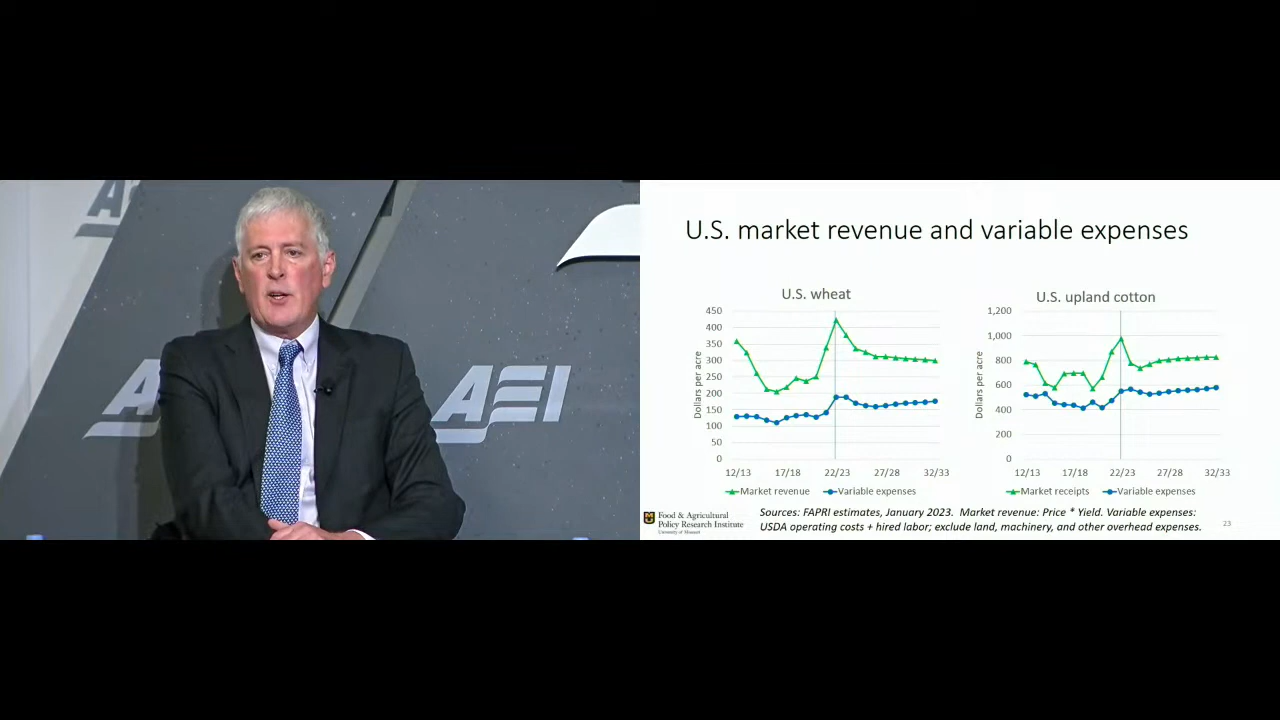 AEI
U.S. market revenue and variable expenses
U.S. wheat
450
400
350
300
250
200
150
100
50
0
Dollars per acre
12/13 17/18 22/23 27/28 32/33
Market revenue Variable expenses
U.S. upland cotton
1,200
1,000
800
600
400
200
0
Dollars per acre
12/13 17/18 22/23 27/28 32/33
Market receipts Variable expenses
Food & Agricultural
Policy Research Institute
University of Missouri
Sources: FAPRI estimates, January 2023. Market revenue: Price * Yield. Variable expenses:
USDA operating costs + hired labor; exclude land, machinery, and other overhead expenses.
23